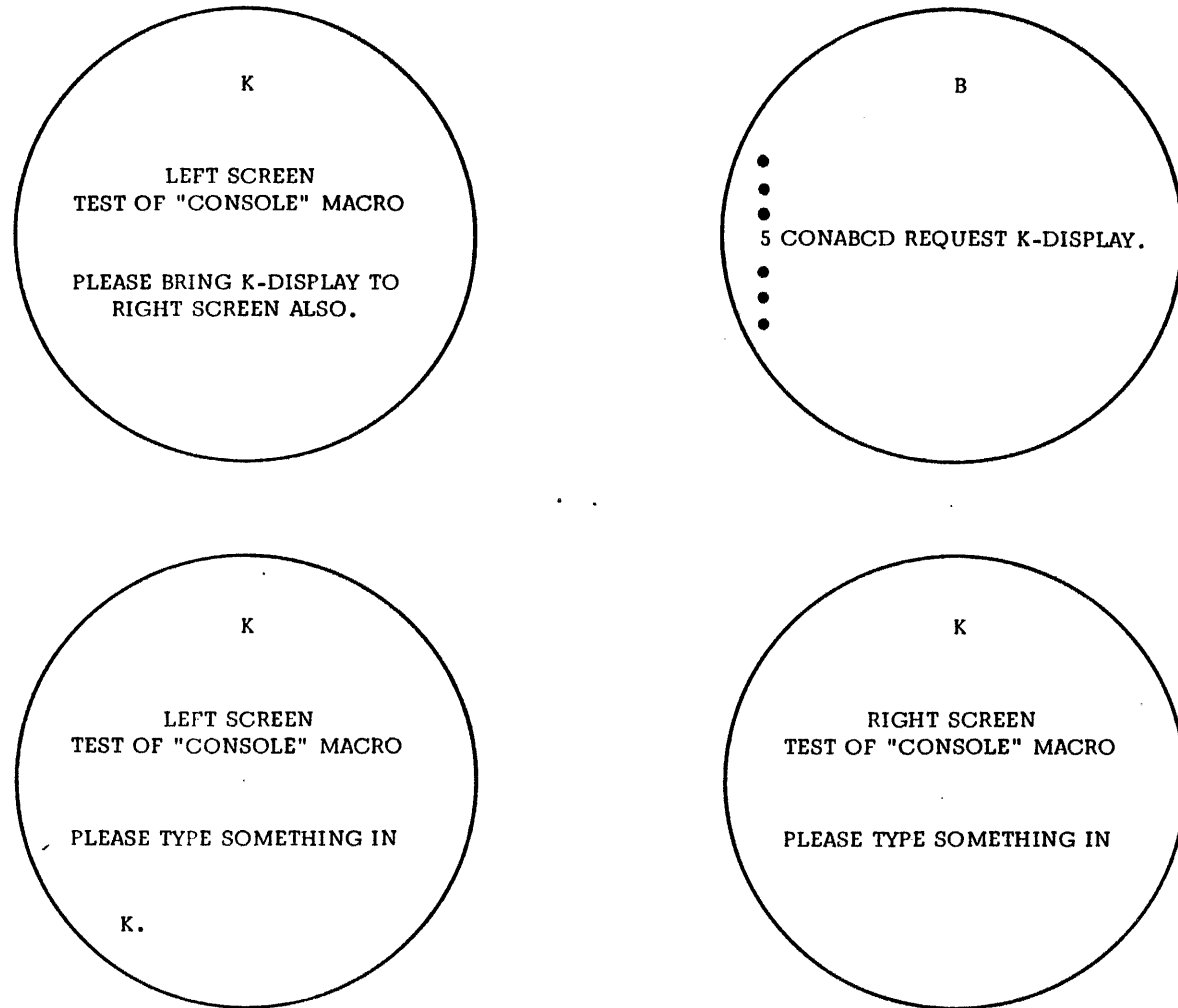 K
LEFT SCREEN
TEST OF "CONSOLE" MACRO
PLEASE BRING K-DISPLAY TO
RIGHT SCREEN ALSO.
B
5 CONABCD REQUEST K-DISPLAY.
K
LEFT SCREEN
TEST OF "CONSOLE" MACRO
PLEASE TYPE SOMETHING IN
K.
K
RIGHT SCREEN
TEST OF "CONSOLE" MACRO
PLEASE TYPE SOMETHING IN